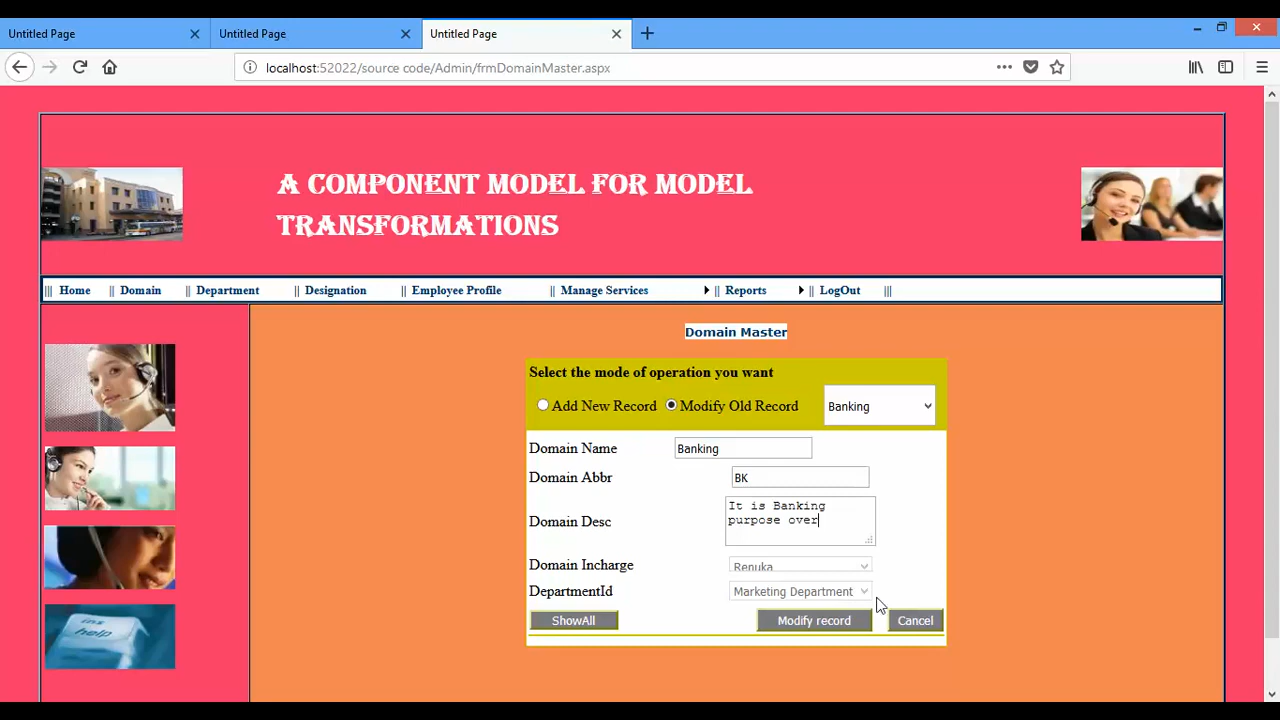 Untitled Page
Untitled Page
Untitled Page
localhost:52022/source code/Admin/frmDomainMaster.aspx
A COMPONENT MODEL FOR MODEL
TRANSFORMATIONS
||| Home || Domain || Department || Designation || Employee Profile || Manage Services || Reports || LogOut |||
Domain Master
Select the mode of operation you want
Add New Record Modify Old Record Banking
Domain Name Banking
Domain Abbr BK
Domain Desc It is Banking
purpose over
Domain Incharge Renuka
DepartmentId Marketing Department
ShowAll Modify record Cancel
ins
help